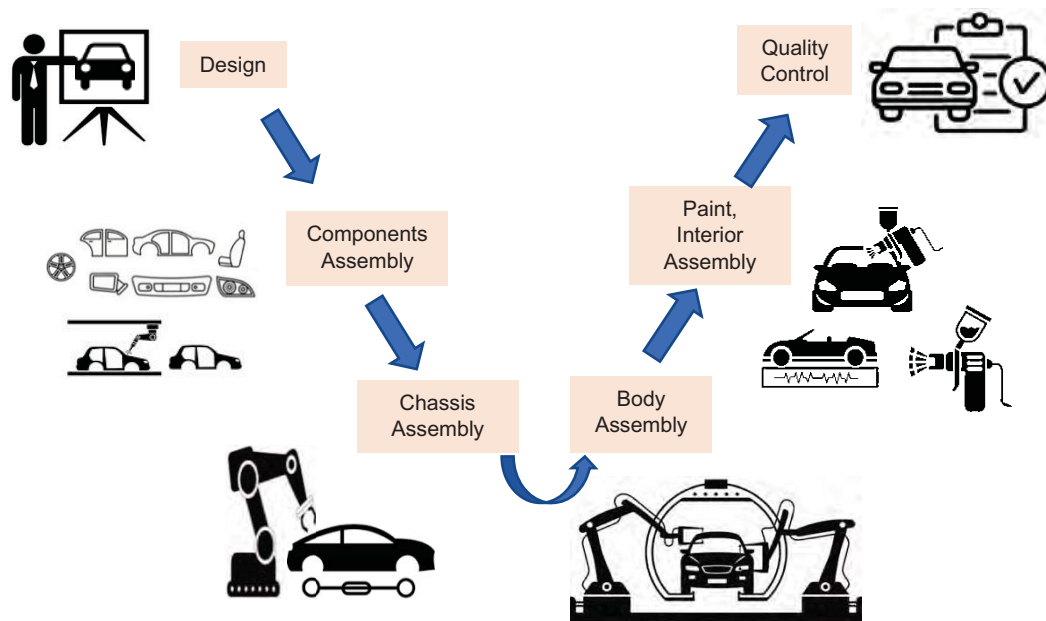 Design
Components
Assembly
Chassis
Assembly
Body
Assembly
Paint,
Interior
Assembly
Quality
Control